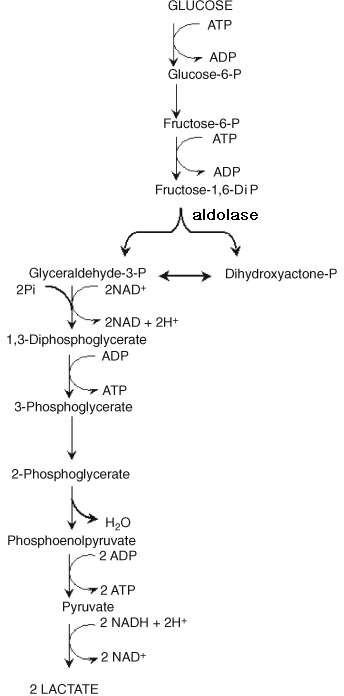 GLUCOSE
ATP
ADP
Glucose-6-P
Fructose-6-P
ATP
ADP
Fructose-1,6-Di P
aldolase
Glyceraldehyde-3-P
Dihydroxyactone-P
2Pi
2NAD⁺
2NAD + 2H⁺
1,3-Diphosphoglycerate
ADP
ATP
3-Phosphoglycerate
2-Phosphoglycerate
H₂O
Phosphoenolpyruvate
2 ADP
2 ATP
Pyruvate
2 NADH + 2H⁺
2 NAD⁺
2 LACTATE